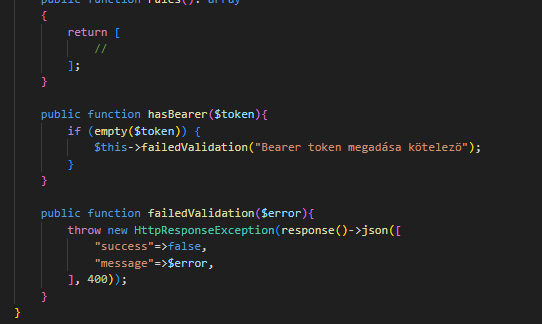 public function rules(): array
{
return [
//
];
}
public function hasBearer($token){
if (empty($token)) {
$this->failedValidation("Bearer token megadása kötelező");
}
}
public function failedValidation($error){
throw new HttpResponseException(response()->json([
"success"=>false,
"message"=>$error,
], 400));
}
}